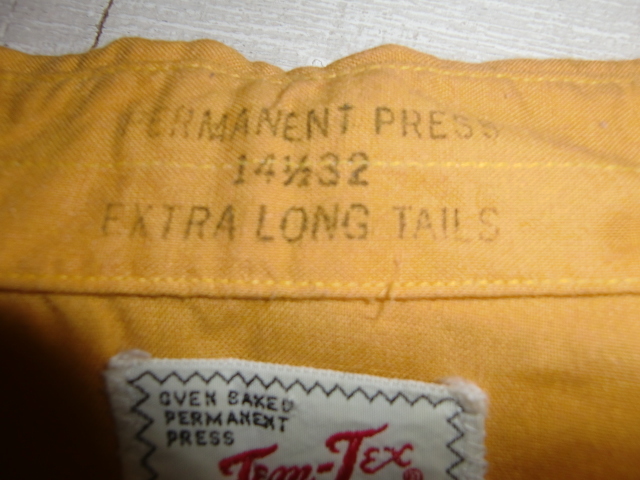 PERMANENT PRESS
14½32
EXTRA LONG TAILS
OVEN BAKED
PERMANENT
PRESS
Tem-Tex®